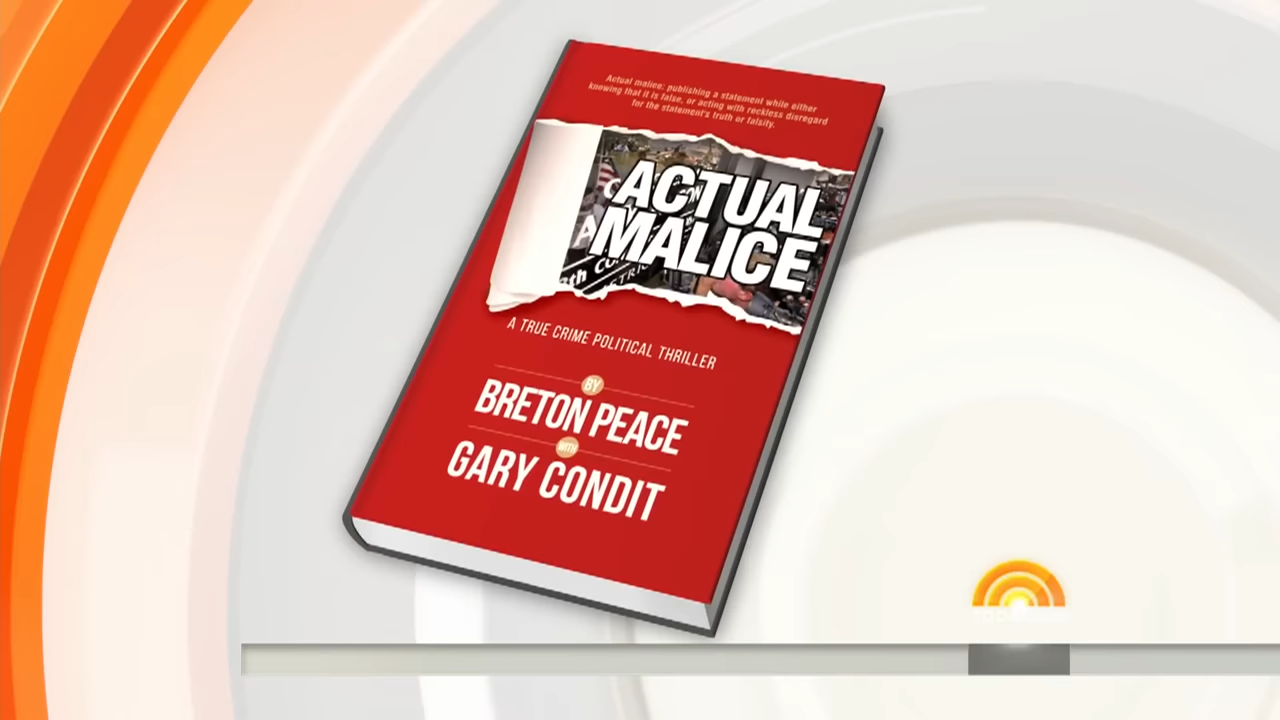 Actual malice: publishing a statement while either
knowing that it is false, or acting with reckless disregard
for the statement's truth or falsity.
ACTUAL
MALICE
A TRUE CRIME POLITICAL THRILLER
BY
BRETON PEACE
WITH
GARY CONDIT